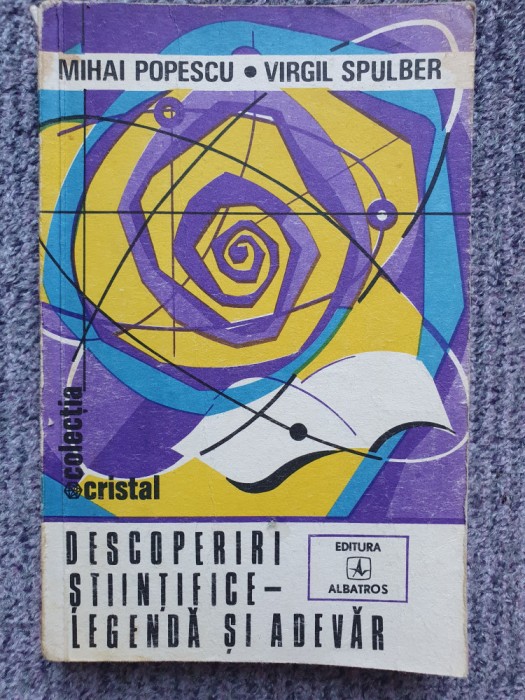 MIHAI POPESCU • VIRGIL SPULBER
colecția
cristal
DESCOPERIRI
ȘTIINȚIFICE –
LEGENDĂ ȘI ADEVĂR
EDITURA
ALBATROS